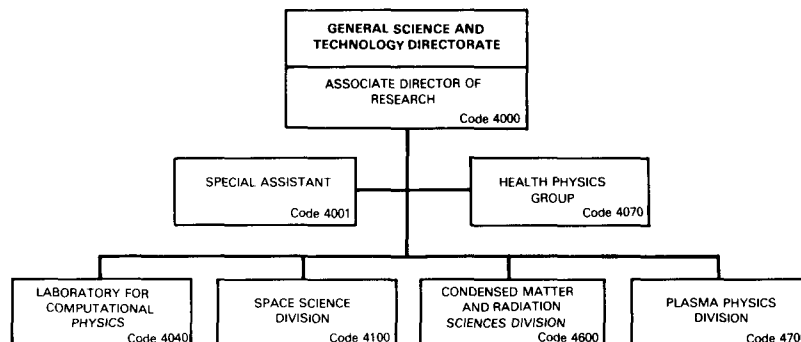 GENERAL SCIENCE AND
TECHNOLOGY DIRECTORATE
ASSOCIATE DIRECTOR OF
RESEARCH
Code 4000
SPECIAL ASSISTANT
Code 4001
HEALTH PHYSICS
GROUP
Code 4070
LABORATORY FOR
COMPUTATIONAL
PHYSICS
Code 4040
SPACE SCIENCE
DIVISION
Code 4100
CONDENSED MATTER
AND RADIATION
SCIENCES DIVISION
Code 4600
PLASMA PHYSICS
DIVISION
Code